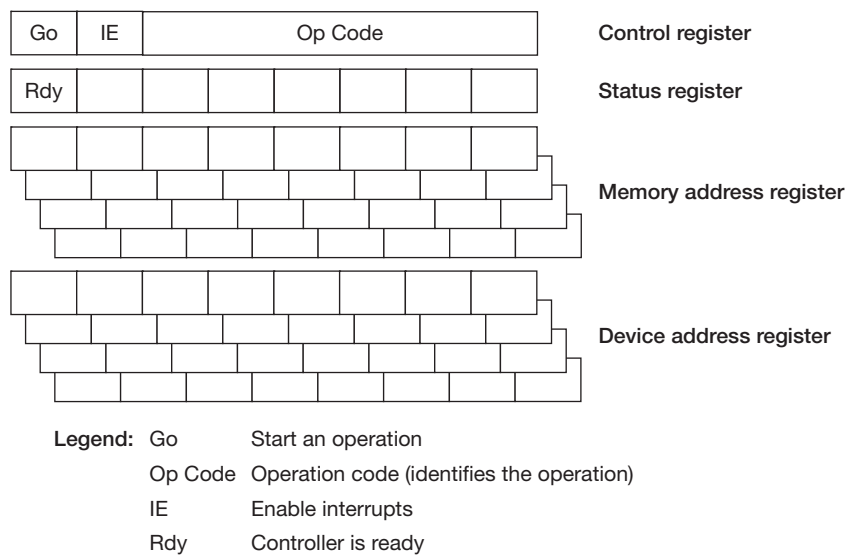 Go IE Op Code Control register
Rdy Status register
Memory address register
Device address register
Legend: Go Start an operation
Op Code Operation code (identifies the operation)
IE Enable interrupts
Rdy Controller is ready